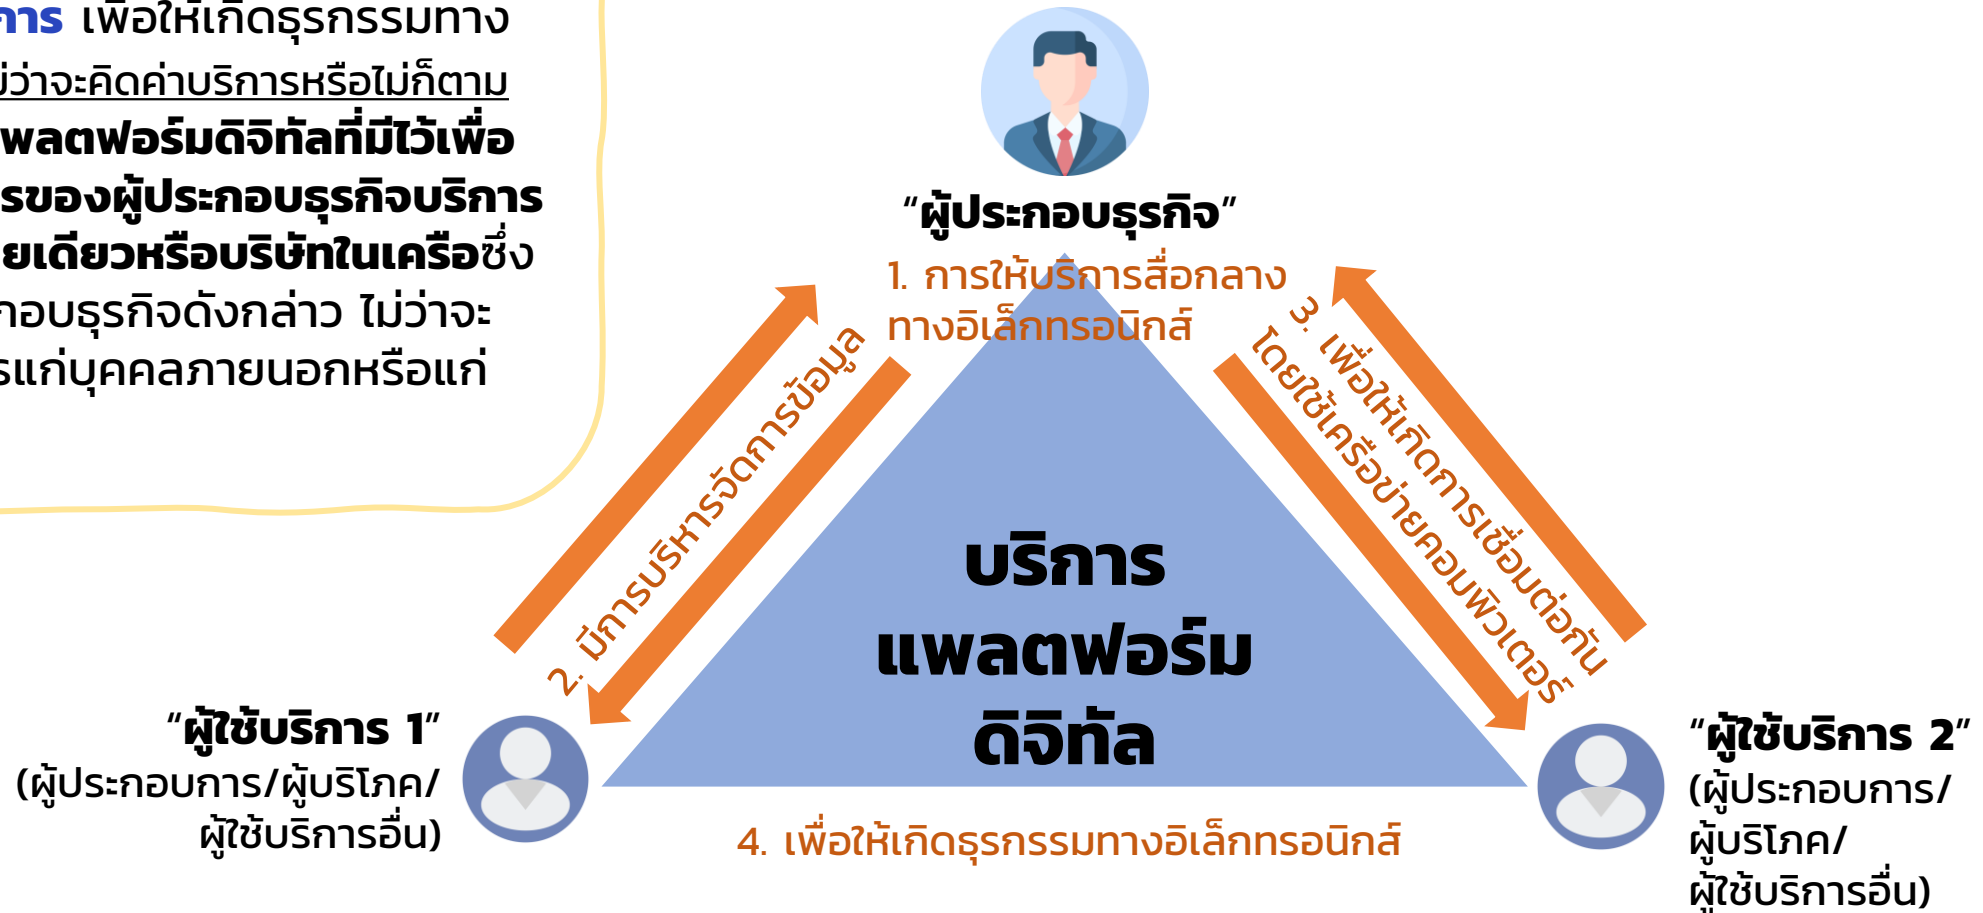 การ เพื่อให้เกิดธุรกรรมทาง
ไม่ว่าจะคิดค่าบริการหรือไม่ก็ตาม
แพลตฟอร์มดิจิทัลที่มีไว้เพื่อ
รของผู้ประกอบธุรกิจบริการ
ยเดียวหรือบริษัทในเครือซึ่ง
กอบธุรกิจดังกล่าว ไม่ว่าจะ
รแก่บุคคลภายนอกหรือแก่
“ผู้ประกอบธุรกิจ”
1. การให้บริการสื่อกลาง
ทางอิเล็กทรอนิกส์
2. มีการบริหารจัดการข้อมูล
3. เพื่อให้เกิดการเชื่อมต่อกัน
โดยใช้เครือข่ายคอมพิวเตอร์
บริการ
แพลตฟอร์ม
ดิจิทัล
“ผู้ใช้บริการ 1”
(ผู้ประกอบการ/ผู้บริโภค/
ผู้ใช้บริการอื่น)
“ผู้ใช้บริการ 2”
(ผู้ประกอบการ/
ผู้บริโภค/
ผู้ใช้บริการอื่น)
4. เพื่อให้เกิดธุรกรรมทางอิเล็กทรอนิกส์